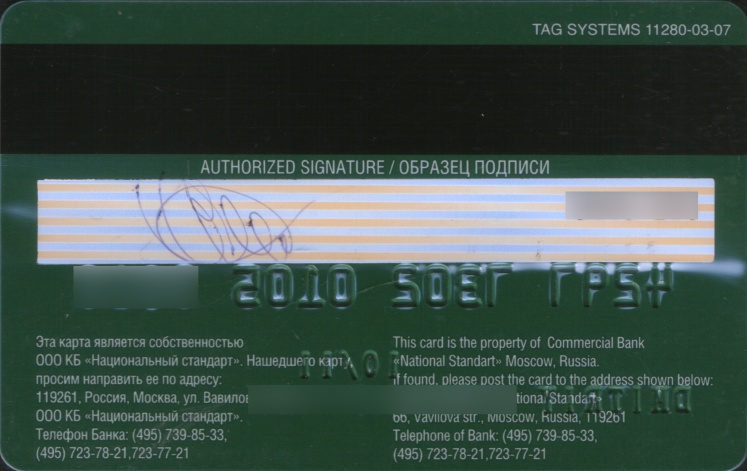 TAG SYSTEMS 11280-03-07
AUTHORIZED SIGNATURE / ОБРАЗЕЦ ПОДПИСИ
Эта карта является собственностью
ООО КБ «Национальный стандарт». Нашедшего карту
просим направить ее по адресу:
119261, Россия, Москва, ул.
ООО КБ «Национальный стандарт».
Телефон Банка: (495) 739-85-33,
(495) 723-78-21,723-77-21
This card is the property of Commercial Bank
«National Standart» Moscow, Russia.
If found, please post the card to the address shown below:
66, Vavilova str., Moscow, Russia, 119261
Telephone of Bank: (495) 739-85-33,
(495) 723-78-21,723-77-21